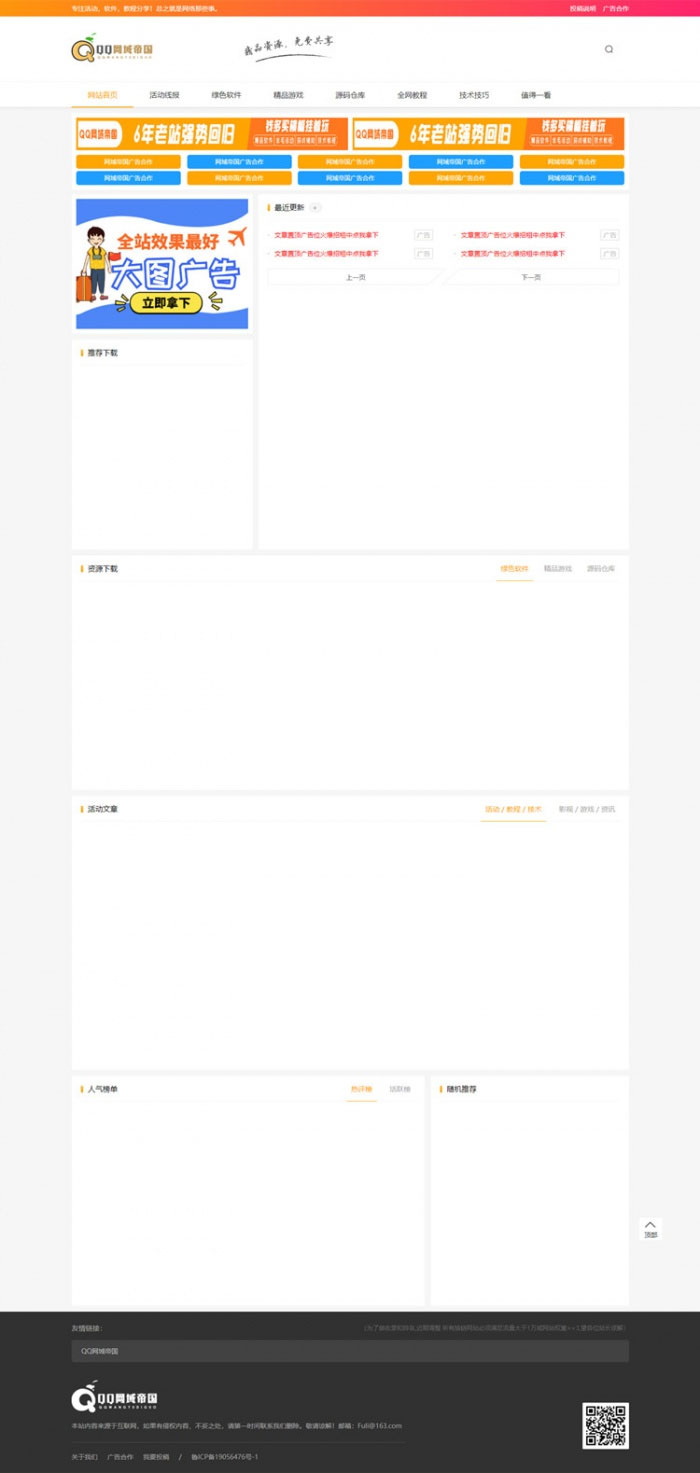 专注活动、软件、教程分享！总之就是网络那些事。
投稿说明 广告合作
QQ网域帝国
QQWANGYUDIGUO
精品资源，免费共享
网站首页 活动线报 绿色软件 精品游戏 源码仓库 全网教程 技术技巧 值得一看
QQ网域帝国 6年老站强势回归 钱多买横幅挂着玩
QQ网域帝国 6年老站强势回归 钱多买横幅挂着玩
网域帝国广告合作 网域帝国广告合作 网域帝国广告合作 网域帝国广告合作 网域帝国广告合作
网域帝国广告合作 网域帝国广告合作 网域帝国广告合作 网域帝国广告合作 网域帝国广告合作
全站效果最好
大图广告
立即拿下
最近更新
文章置顶广告位火爆招租中点我拿下 广告 文章置顶广告位火爆招租中点我拿下 广告
文章置顶广告位火爆招租中点我拿下 广告 文章置顶广告位火爆招租中点我拿下 广告
上一页 下一页
推荐下载
资源下载 绿色软件 精品游戏 源码仓库
活动文章 活动 / 教程 / 技术 影视 / 游戏 / 资讯
人气榜单 热评榜 活跃榜
随机推荐
顶部
友情链接：
QQ网域帝国
QQ网域帝国
QQWANGYUDIGUO
本站内容来源于互联网，如果有侵权内容、不妥之处，请第一时间联系我们删除。敬请谅解！邮箱：Fuli@163.com
关于我们 广告合作 我要投稿 / 鲁ICP备19056476号-1